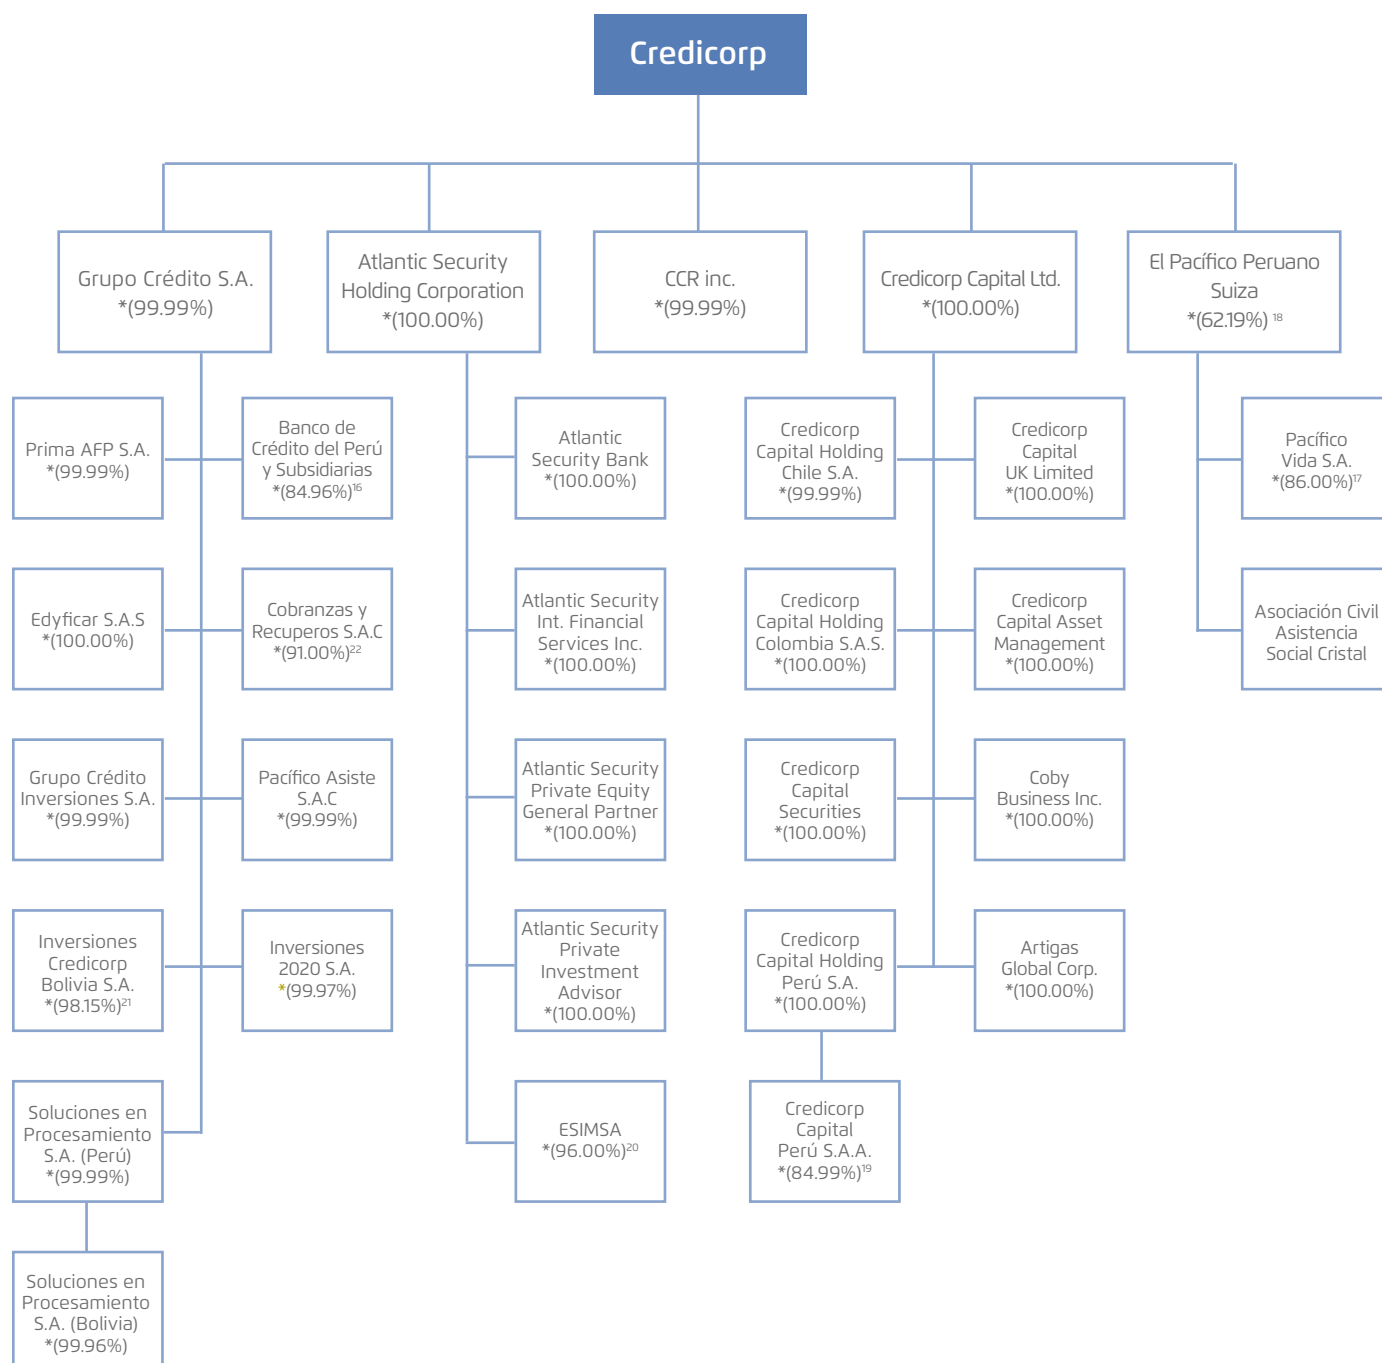 Credicorp
Grupo Crédito S.A.
*(99.99%)
Atlantic Security
Holding Corporation
*(100.00%)
CCR inc.
*(99.99%)
Credicorp Capital Ltd.
*(100.00%)
El Pacífico Peruano
Suiza
*(62.19%) 18
Prima AFP S.A.
*(99.99%)
Banco de
Crédito del Perú
y Subsidiarias
*(84.96%)16
Atlantic
Security Bank
*(100.00%)
Credicorp
Capital Holding
Chile S.A.
*(99.99%)
Credicorp
Capital
UK Limited
*(100.00%)
Pacífico
Vida S.A.
*(86.00%)17
Edyficar S.A.S
*(100.00%)
Cobranzas y
Recuperos S.A.C
*(91.00%)22
Atlantic Security
Int. Financial
Services Inc.
*(100.00%)
Credicorp
Capital Holding
Colombia S.A.S.
*(100.00%)
Credicorp
Capital Asset
Management
*(100.00%)
Asociación Civil
Asistencia
Social Cristal
Grupo Crédito
Inversiones S.A.
*(99.99%)
Pacífico Asiste
S.A.C
*(99.99%)
Atlantic Security
Private Equity
General Partner
*(100.00%)
Credicorp
Capital
Securities
*(100.00%)
Coby
Business Inc.
*(100.00%)
Inversiones
Credicorp
Bolivia S.A.
*(98.15%)21
Inversiones
2020 S.A.
*(99.97%)
Atlantic Security
Private
Investment
Advisor
*(100.00%)
Credicorp
Capital Holding
Perú S.A.
*(100.00%)
Artigas
Global Corp.
*(100.00%)
Soluciones en
Procesamiento
S.A. (Perú)
*(99.99%)
ESIMSA
*(96.00%)20
Credicorp
Capital
Perú S.A.A.
*(84.99%)19
Soluciones en
Procesamiento
S.A. (Bolivia)
*(99.96%)